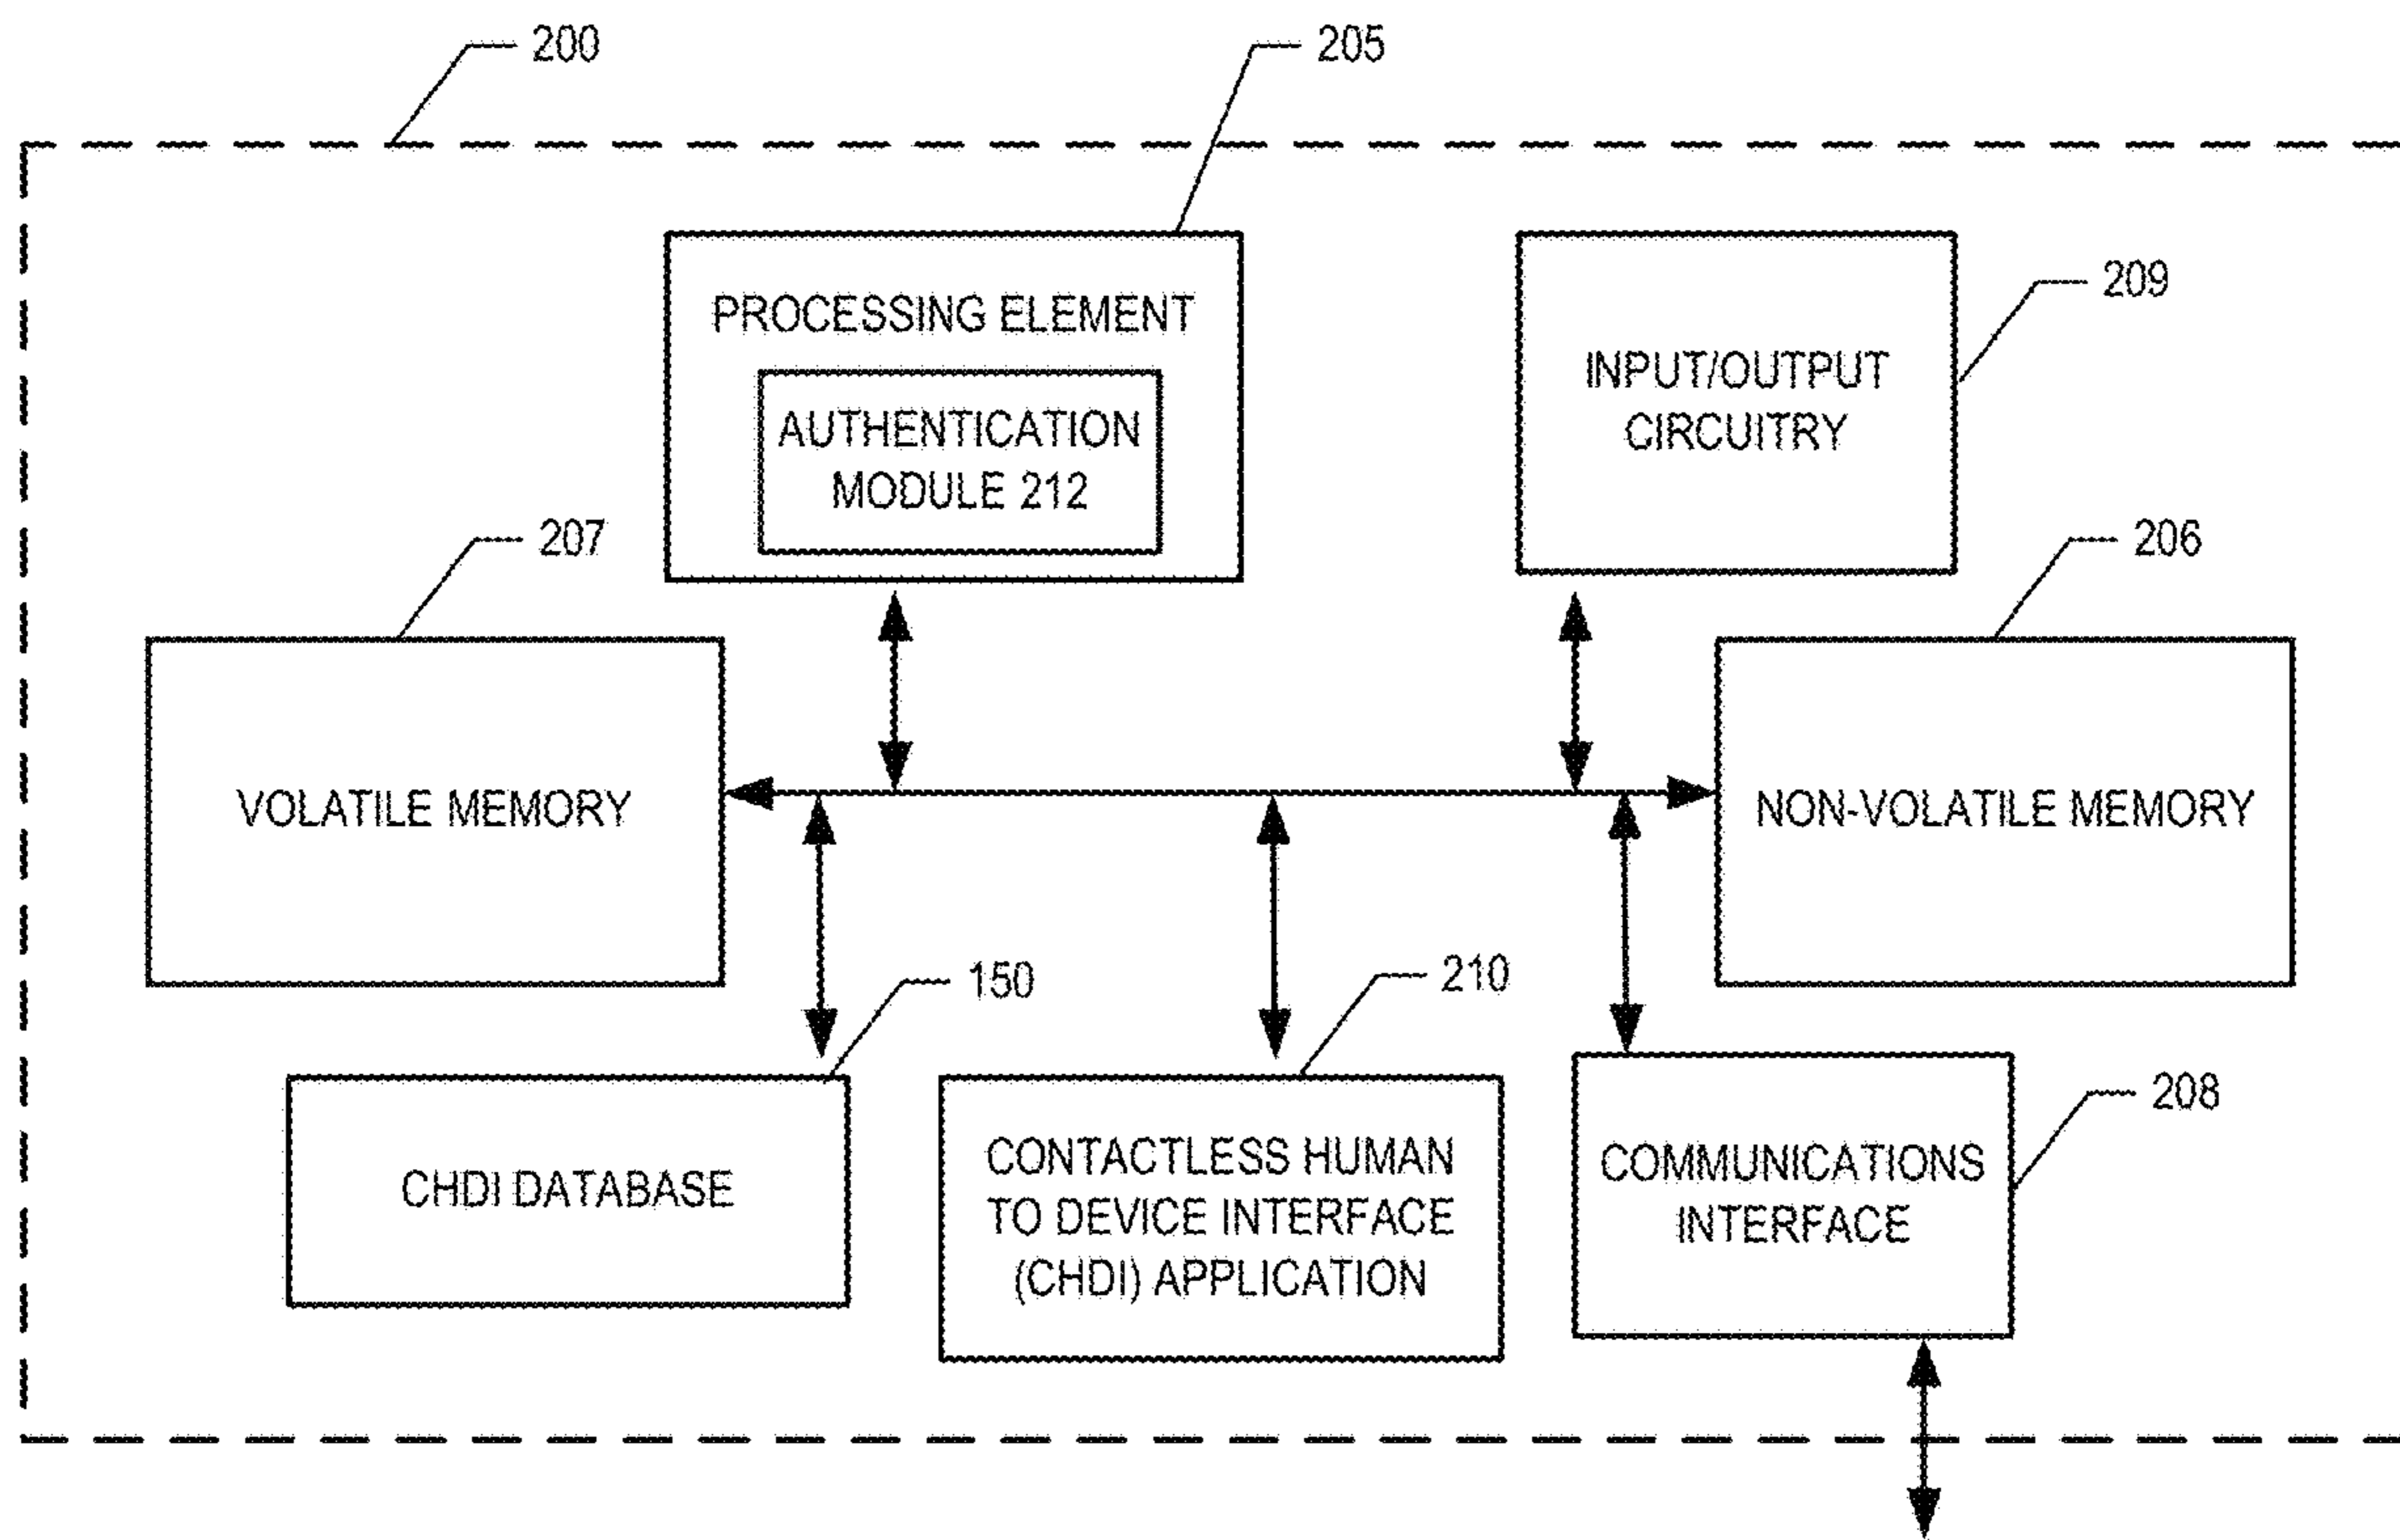 200
205
PROCESSING ELEMENT
AUTHENTICATION
MODULE 212
INPUT/OUTPUT
CIRCUITRY
209
207
206
VOLATILE MEMORY
NON-VOLATILE MEMORY
150
210
CHDI DATABASE
CONTACTLESS HUMAN
TO DEVICE INTERFACE
(CHDI) APPLICATION
COMMUNICATIONS
INTERFACE
208